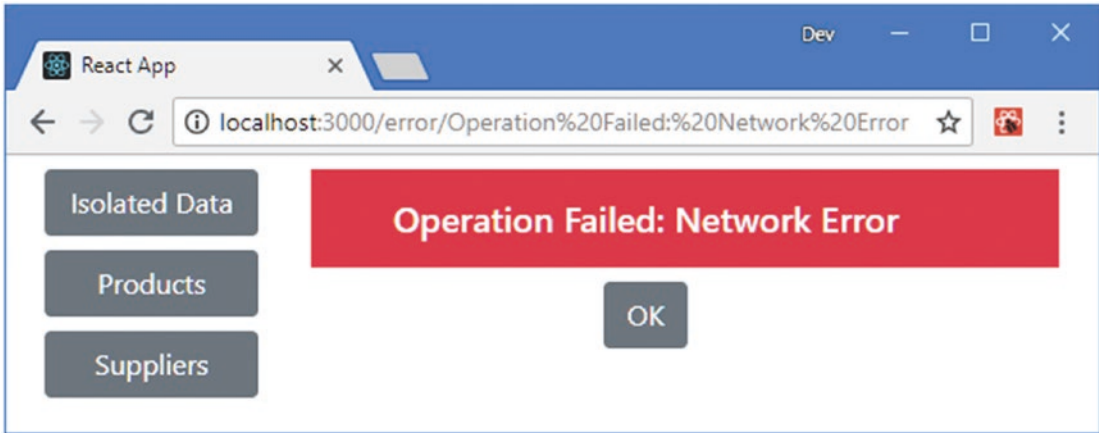 Dev
React App
localhost:3000/error/Operation%20Failed:%20Network%20Error
Isolated Data
Operation Failed: Network Error
Products
OK
Suppliers